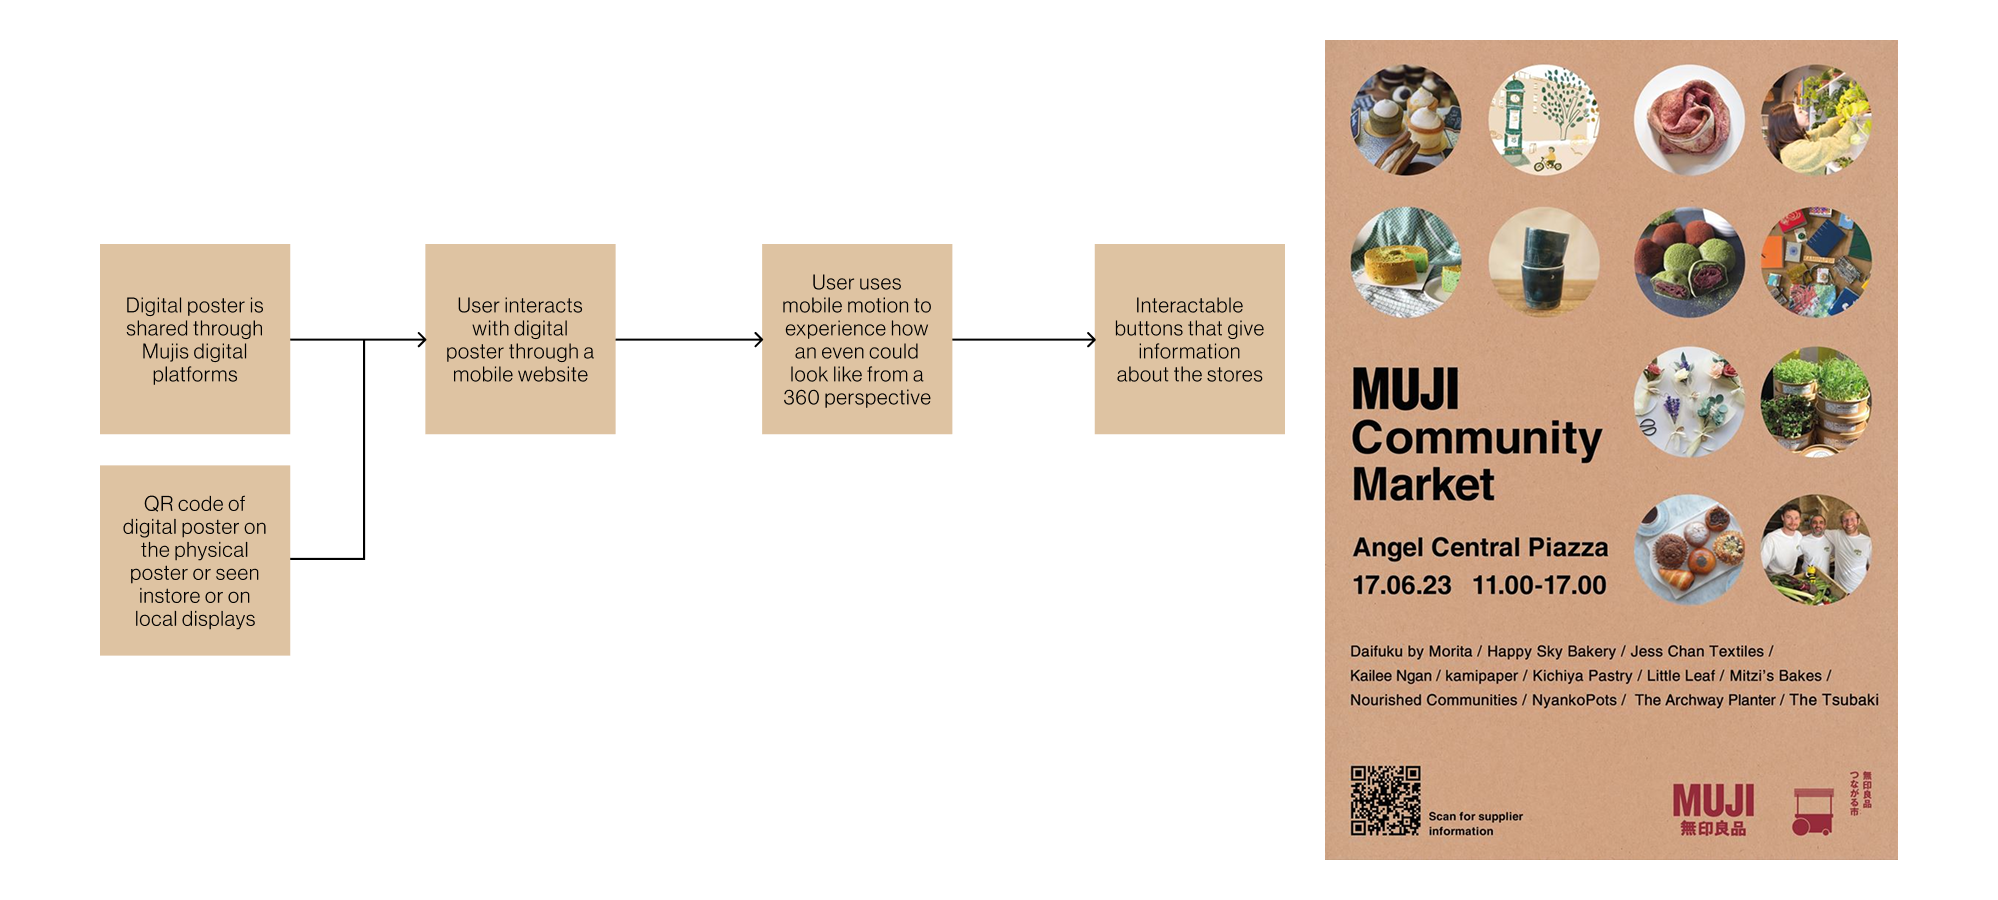 Digital poster is
shared through
Mujis digital
platforms
QR code of
digital poster on
the physical
poster or seen
instore or on
local displays
User interacts
with digital
poster through a
mobile website
User uses
mobile motion to
experience how
an even could
look like from a
360 perspective
Interactable
buttons that give
information
about the stores
MUJI
Community
Market
Angel Central Piazza
17.06.23 11.00-17.00
Daifuku by Morita / Happy Sky Bakery / Jess Chan Textiles /
Kailee Ngan / kamipaper / Kichiya Pastry / Little Leaf / Mitzi's Bakes /
Nourished Communities / NyankoPots / The Archway Planter / The Tsubaki
Scan for supplier
information
MUJI
無印良品
無印良品
つながる市